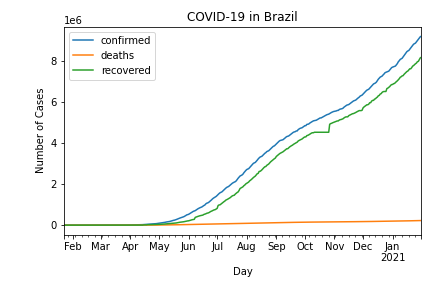 COVID-19 in Brazil
1e6
confirmed
deaths
recovered
8
6
4
2
0
Number of Cases
Feb Mar Apr May Jun Jul Aug Sep Oct Nov Dec Jan
2021
Day